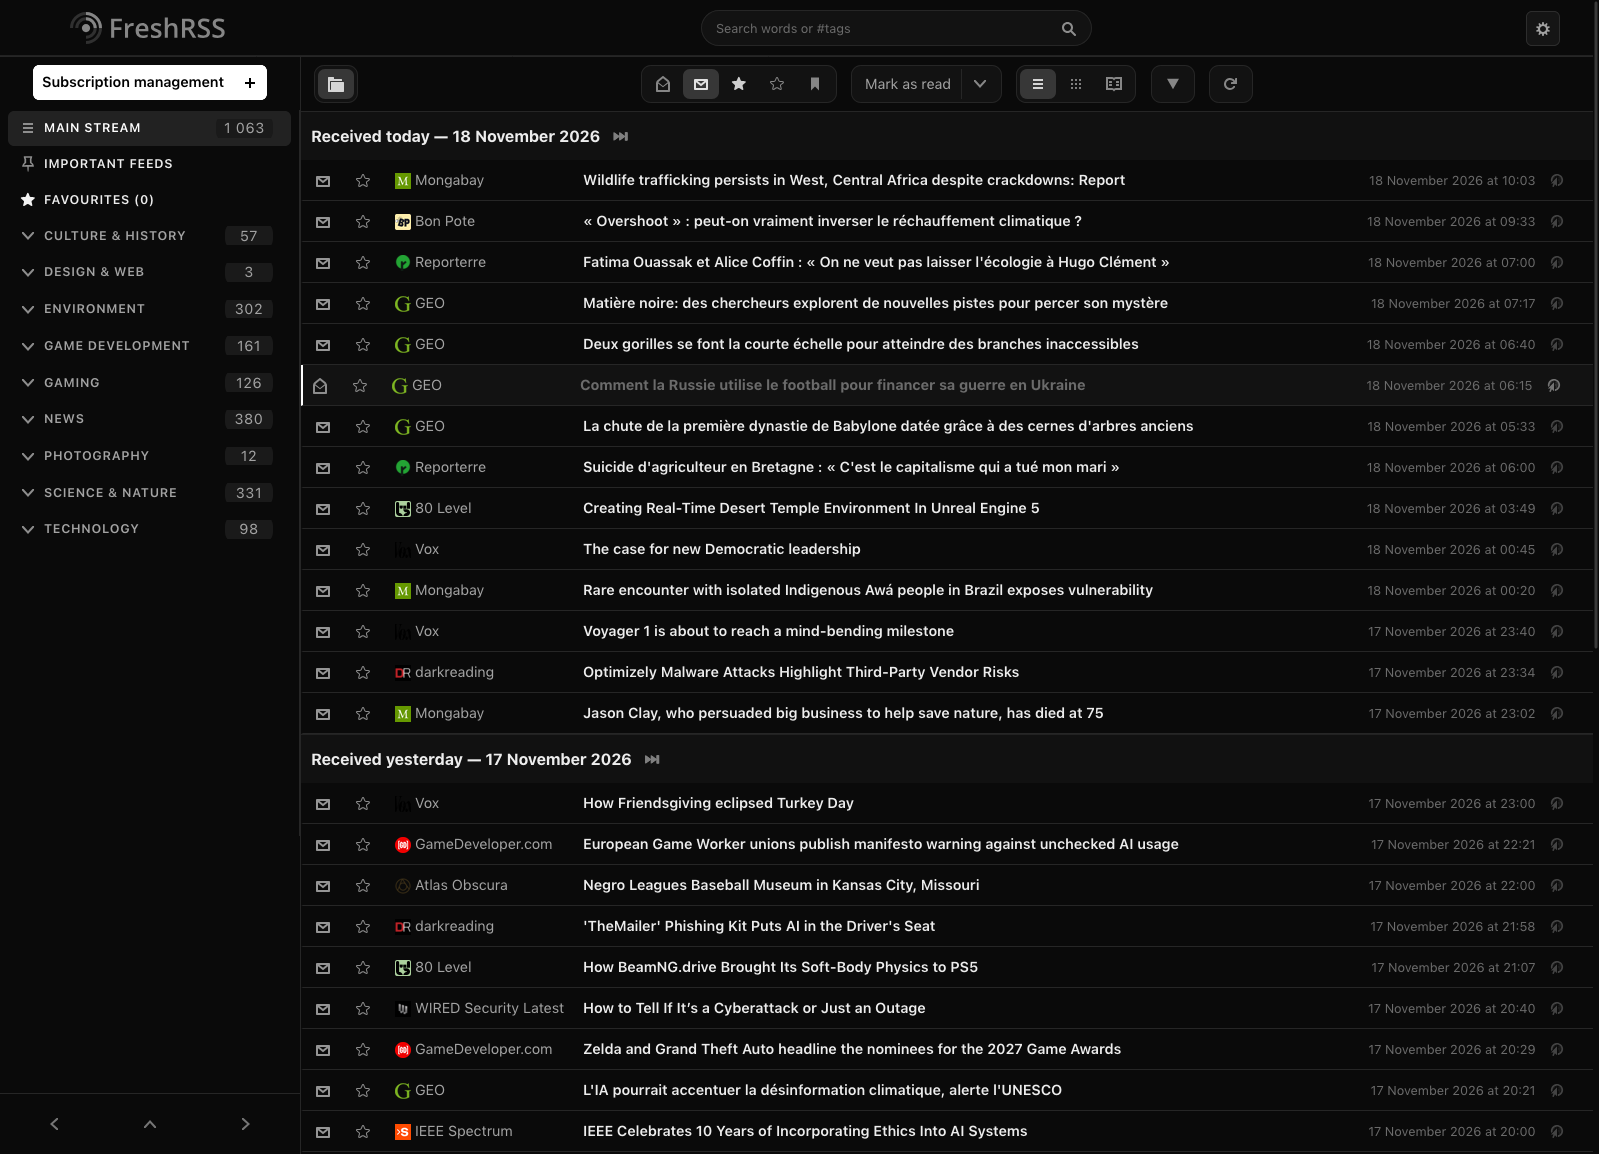 FreshRSS
Search words or #tags
Subscription management +
Mark as read
MAIN STREAM 1 063
IMPORTANT FEEDS
FAVOURITES (0)
CULTURE & HISTORY 57
DESIGN & WEB 3
ENVIRONMENT 302
GAME DEVELOPMENT 161
GAMING 126
NEWS 380
PHOTOGRAPHY 12
SCIENCE & NATURE 331
TECHNOLOGY 98
Received today — 18 November 2026
M Mongabay Wildlife trafficking persists in West, Central Africa despite crackdowns: Report 18 November 2026 at 10:03
BP Bon Pote « Overshoot » : peut-on vraiment inverser le réchauffement climatique ? 18 November 2026 at 09:33
Reporterre Fatima Ouassak et Alice Coffin : « On ne veut pas laisser l'écologie à Hugo Clément » 18 November 2026 at 07:00
G GEO Matière noire: des chercheurs explorent de nouvelles pistes pour percer son mystère 18 November 2026 at 07:17
G GEO Deux gorilles se font la courte échelle pour atteindre des branches inaccessibles 18 November 2026 at 06:40
G GEO Comment la Russie utilise le football pour financer sa guerre en Ukraine 18 November 2026 at 06:15
G GEO La chute de la première dynastie de Babylone datée grâce à des cernes d'arbres anciens 18 November 2026 at 05:33
Reporterre Suicide d'agriculteur en Bretagne : « C'est le capitalisme qui a tué mon mari » 18 November 2026 at 06:00
80 Level Creating Real-Time Desert Temple Environment In Unreal Engine 5 18 November 2026 at 03:49
Vox The case for new Democratic leadership 18 November 2026 at 00:45
M Mongabay Rare encounter with isolated Indigenous Awá people in Brazil exposes vulnerability 18 November 2026 at 00:20
Vox Voyager 1 is about to reach a mind-bending milestone 17 November 2026 at 23:40
DR darkreading Optimizely Malware Attacks Highlight Third-Party Vendor Risks 17 November 2026 at 23:34
M Mongabay Jason Clay, who persuaded big business to help save nature, has died at 75 17 November 2026 at 23:02
Received yesterday — 17 November 2026
Vox How Friendsgiving eclipsed Turkey Day 17 November 2026 at 23:00
GameDeveloper.com European Game Worker unions publish manifesto warning against unchecked AI usage 17 November 2026 at 22:21
Atlas Obscura Negro Leagues Baseball Museum in Kansas City, Missouri 17 November 2026 at 22:00
DR darkreading 'TheMailer' Phishing Kit Puts AI in the Driver's Seat 17 November 2026 at 21:58
80 Level How BeamNG.drive Brought Its Soft-Body Physics to PS5 17 November 2026 at 21:07
WIRED Security Latest How to Tell If It’s a Cyberattack or Just an Outage 17 November 2026 at 20:40
GameDeveloper.com Zelda and Grand Theft Auto headline the nominees for the 2027 Game Awards 17 November 2026 at 20:29
G GEO L'IA pourrait accentuer la désinformation climatique, alerte l'UNESCO 17 November 2026 at 20:21
IEEE Spectrum IEEE Celebrates 10 Years of Incorporating Ethics Into AI Systems 17 November 2026 at 20:00